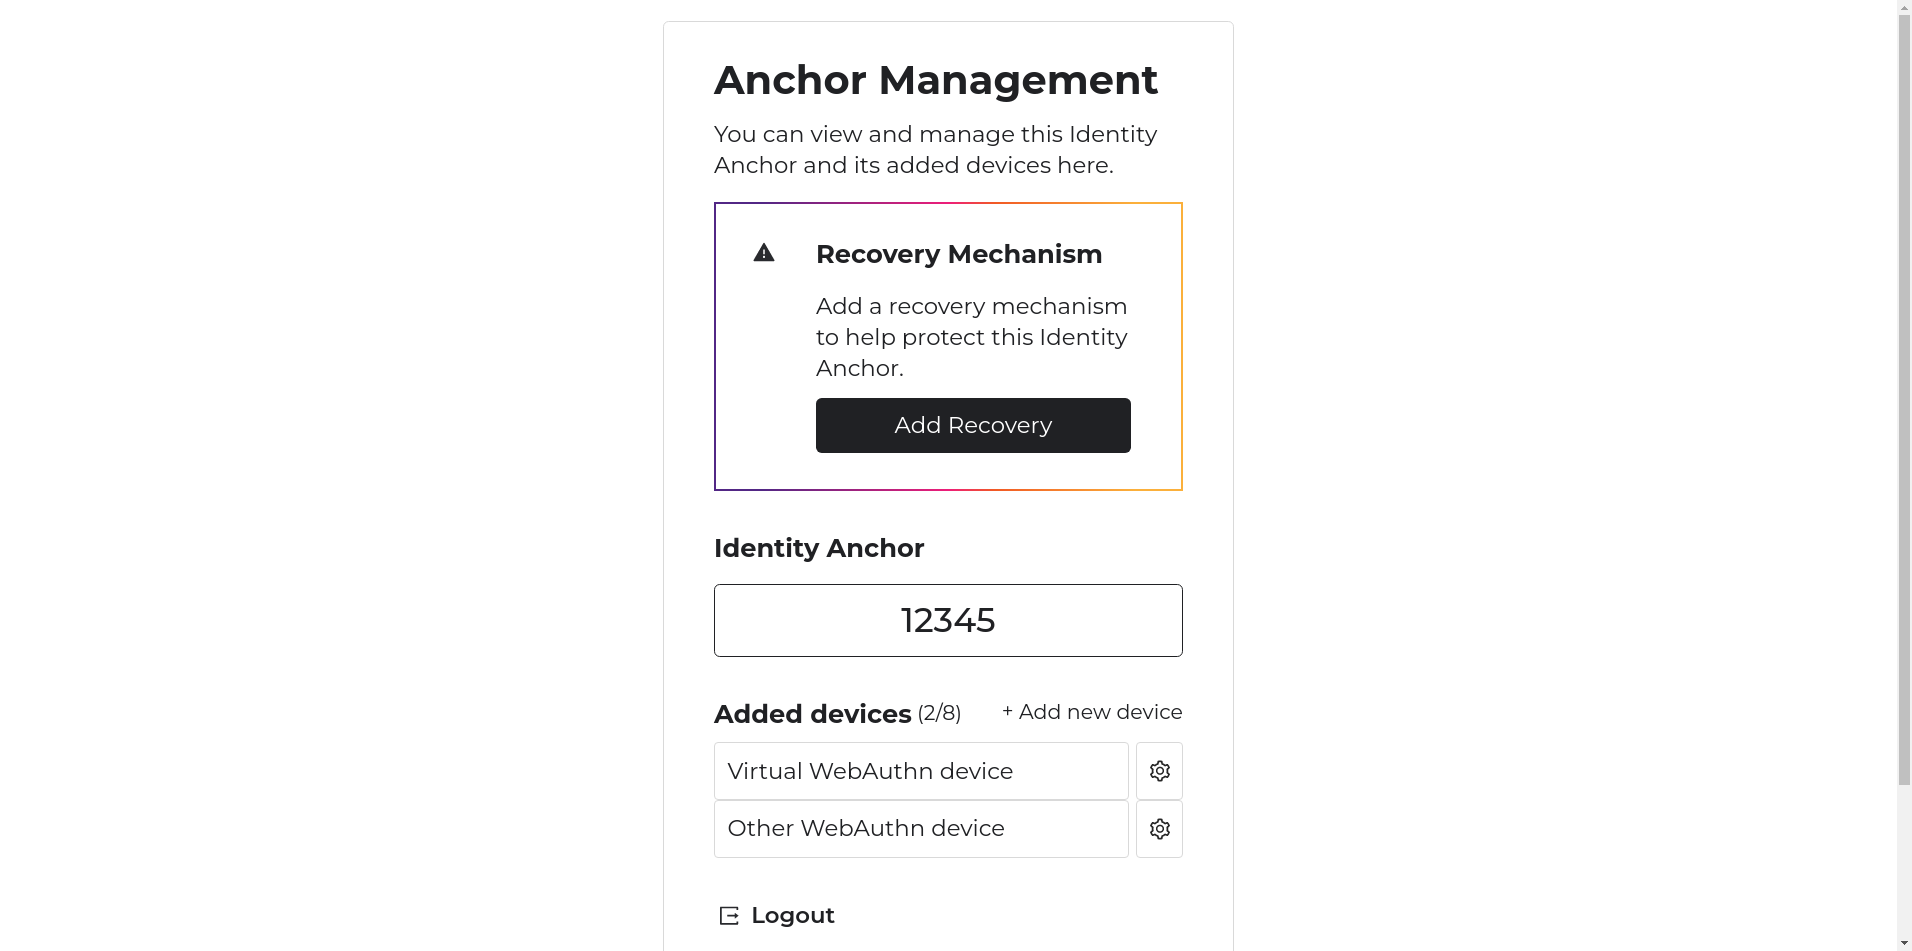 Anchor Management
You can view and manage this Identity
Anchor and its added devices here.
Recovery Mechanism
Add a recovery mechanism
to help protect this Identity
Anchor.
Add Recovery
Identity Anchor
12345
Added devices (2/8) + Add new device
Virtual WebAuthn device
Other WebAuthn device
Logout